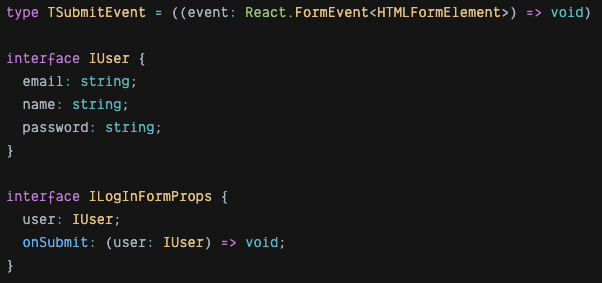 type TSubmitEvent = ((event: React.FormEvent<HTMLFormElement>) => void)
interface IUser {
email: string;
name: string;
password: string;
}
interface ILogInFormProps {
user: IUser;
onSubmit: (user: IUser) => void;
}